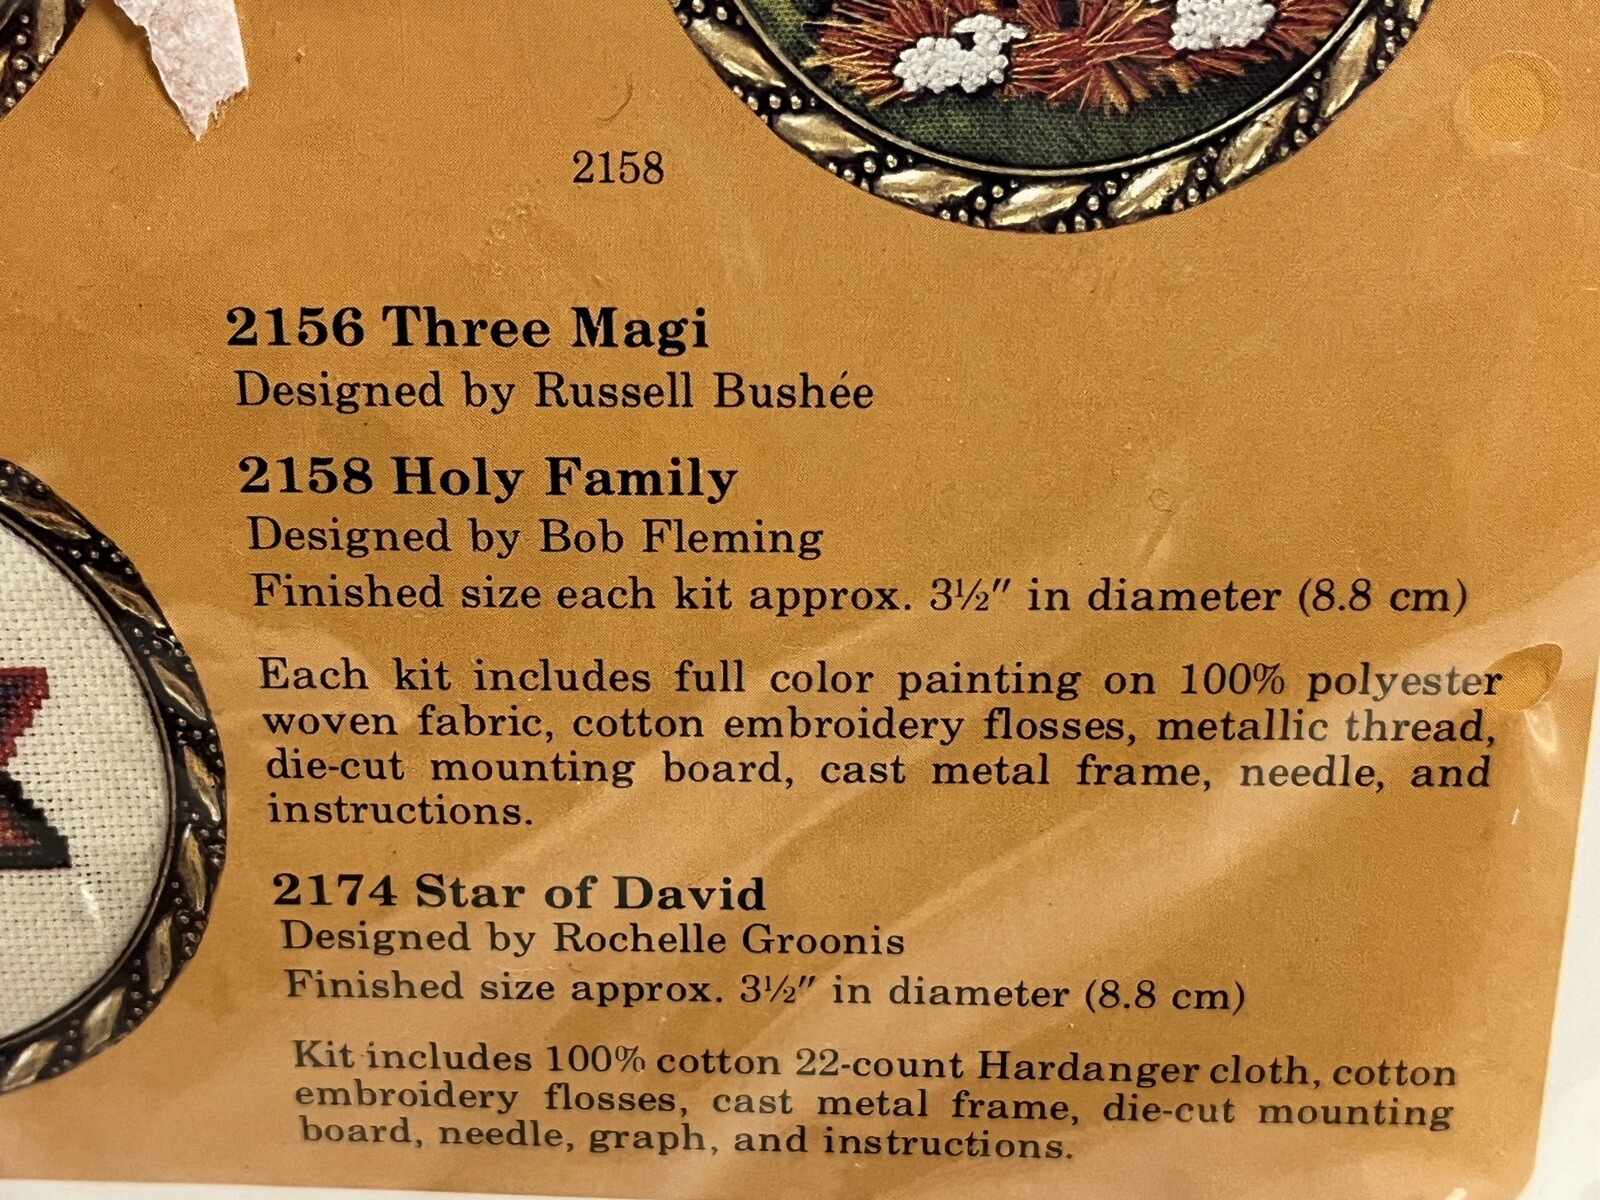 2158
2156 Three Magi
Designed by Russell Bushée
2158 Holy Family
Designed by Bob Fleming
Finished size each kit approx. 3½" in diameter (8.8 cm)
Each kit includes full color painting on 100% polyester
woven fabric, cotton embroidery flosses, metallic thread,
die-cut mounting board, cast metal frame, needle, and
instructions.
2174 Star of David
Designed by Rochelle Groonis
Finished size approx. 3½" in diameter (8.8 cm)
Kit includes 100% cotton 22-count Hardanger cloth, cotton
embroidery flosses, cast metal frame, die-cut mounting
board, needle, graph, and instructions.